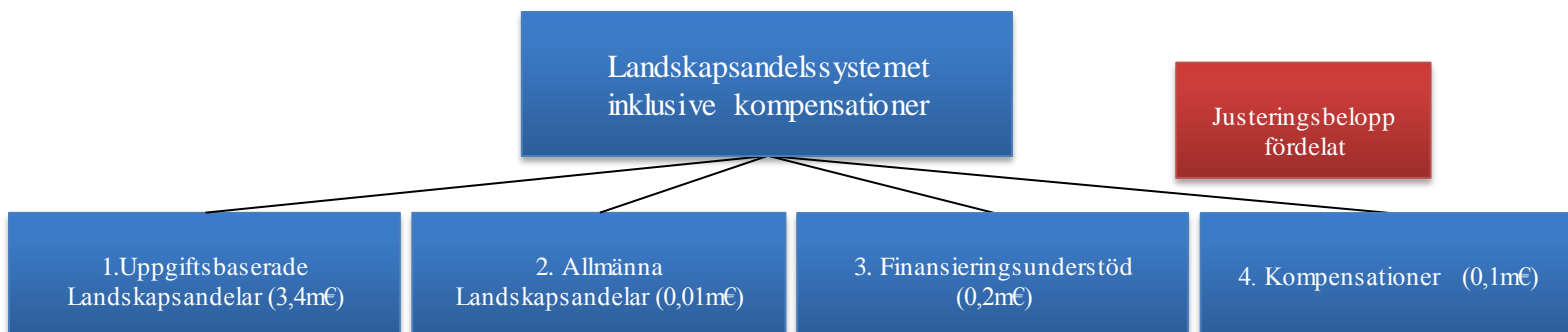 Landskapsandelssystemet
inklusive kompensationer
Justeringsbelopp
fördelat
1.Uppgiftsbaserade
Landskapsandelar (3,4m€)
2. Allmänna
Landskapsandelar (0,01m€)
3. Finansieringsunderstöd
(0,2m€)
4. Kompensationer (0,1m€)